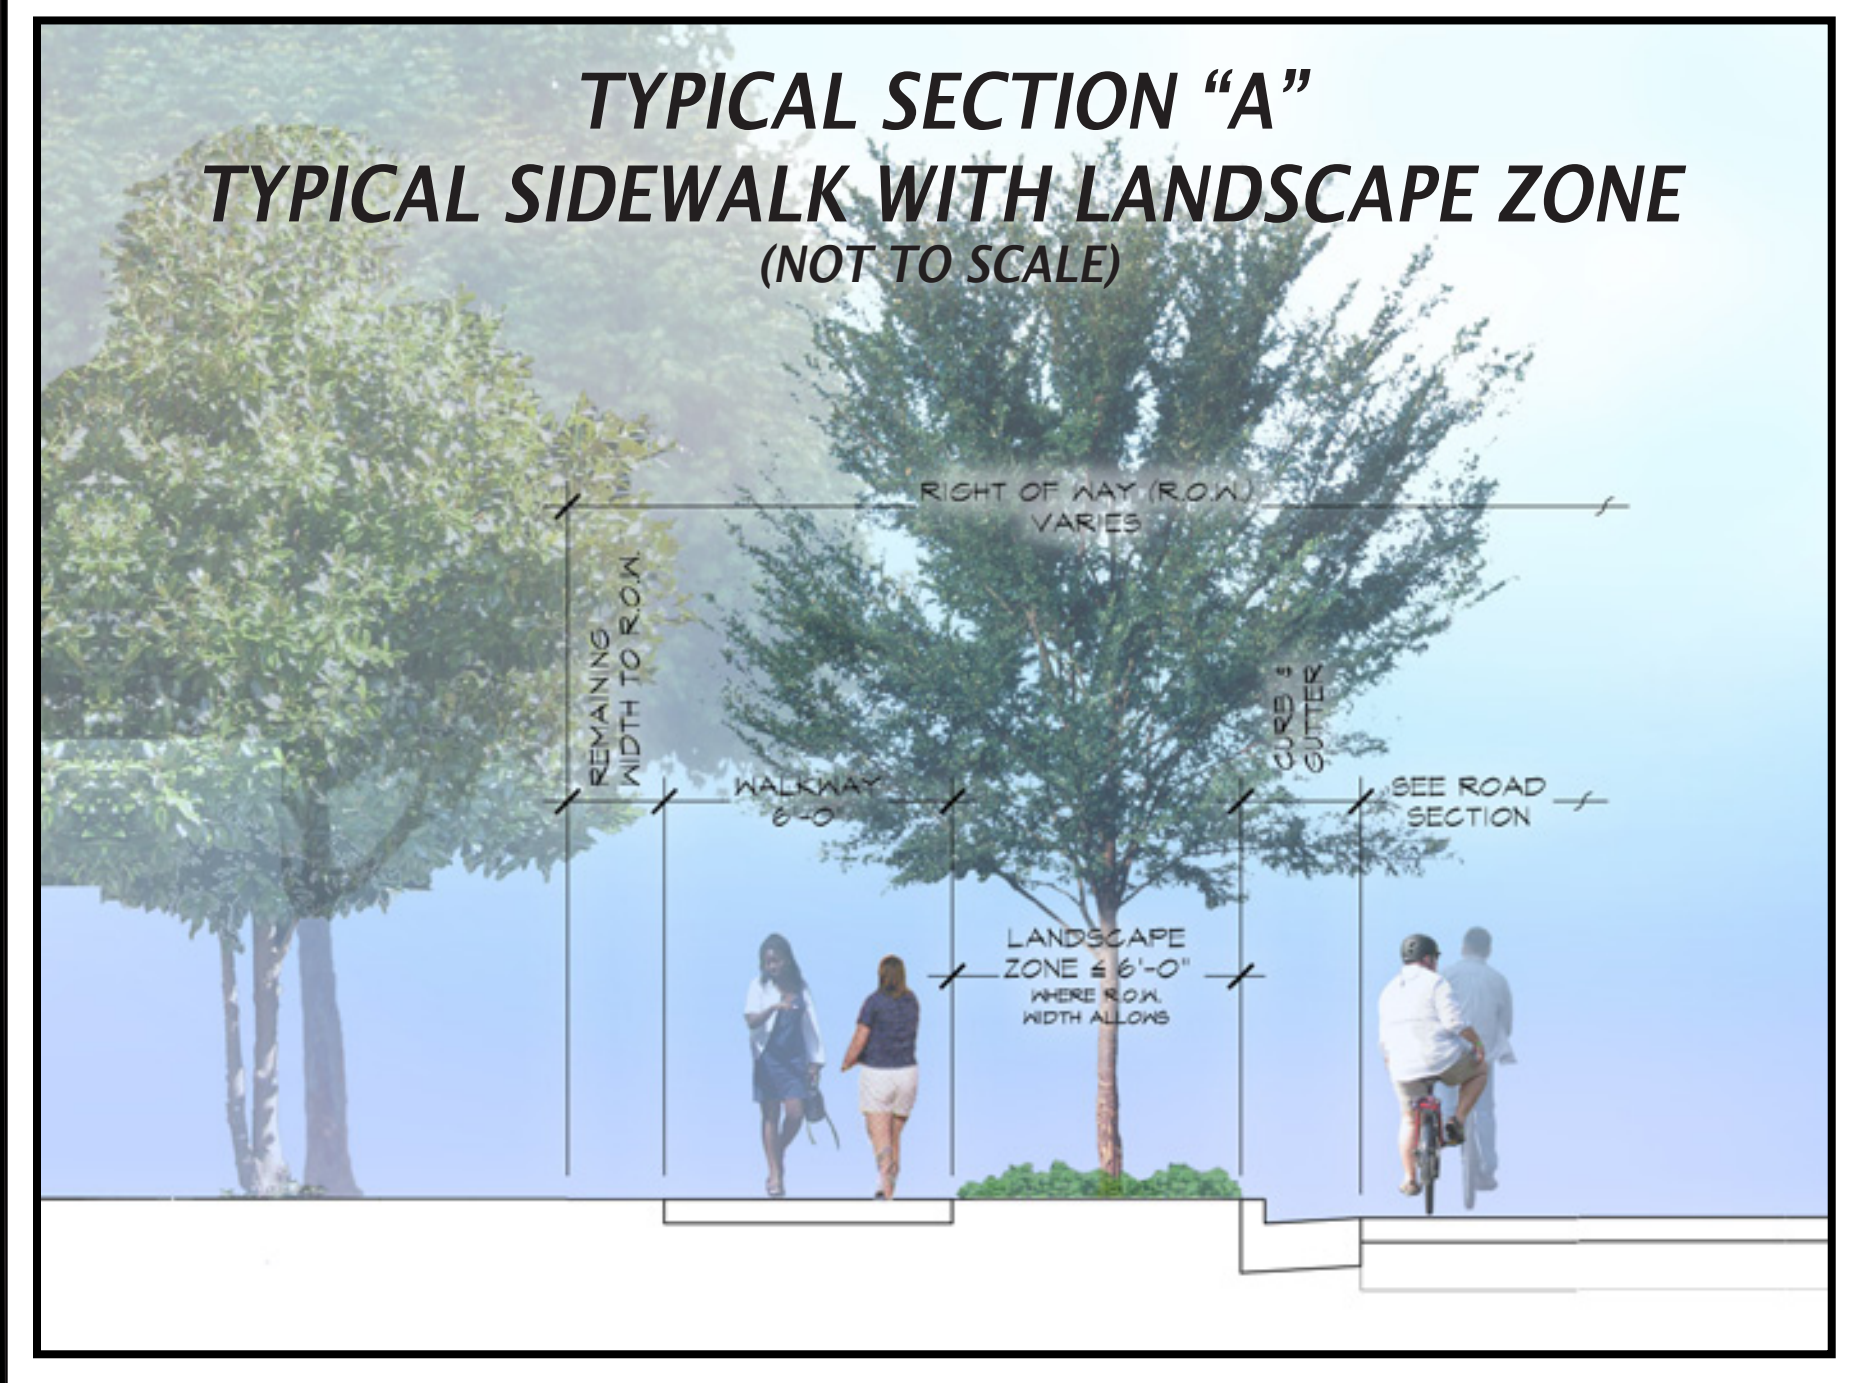 TYPICAL SECTION “A”
TYPICAL SIDEWALK WITH LANDSCAPE ZONE
(NOT TO SCALE)
RIGHT OF WAY (R.O.W.)
VARIES
REMAINING
WIDTH TO R.O.W.
CURB &
GUTTER
WALKWAY
6'-0"
SEE ROAD
SECTION
LANDSCAPE
ZONE ≤ 6'-0"
WHERE R.O.W.
WIDTH ALLOWS